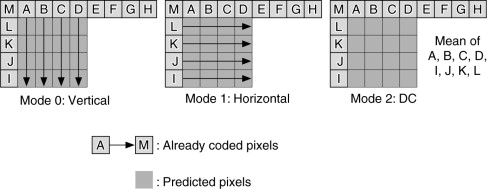 M A B C D E F G H
L
K
J
I
Mode 0: Vertical
M A B C D E F G H
L
K
J
I
Mode 1: Horizontal
M A B C D E F G H
L
K
J
I
Mean of
A, B, C, D,
I, J, K, L
Mode 2: DC
A M : Already coded pixels
: Predicted pixels